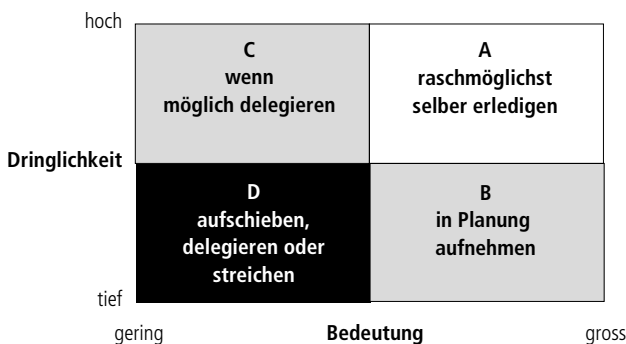 hoch
C
wenn
möglich delegieren
A
raschmöglichst
selber erledigen
Dringlichkeit
D
aufschieben,
delegieren oder
streichen
B
in Planung
aufnehmen
tief
gering
Bedeutung
gross